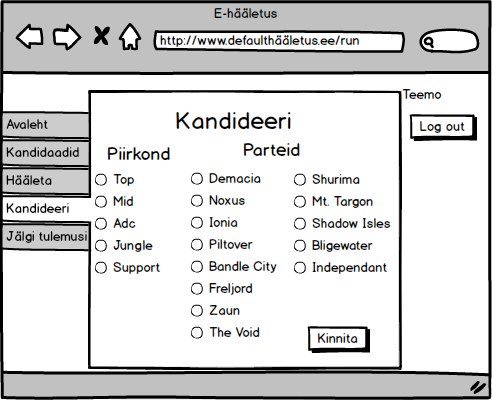 E-hääletus
http://www.defaulthääletus.ee/run
Teemo
Log out
Avaleht
Kandidaadid
Hääleta
Kandideeri
Jälgi tulemusi
Kandideeri
Piirkond
Top
Mid
Adc
Jungle
Support
Parteid
Demacia
Noxus
Ionia
Piltover
Bandle City
Freljord
Zaun
The Void
Shurima
Mt. Targon
Shadow Isles
Bligewater
Independant
Kinnita